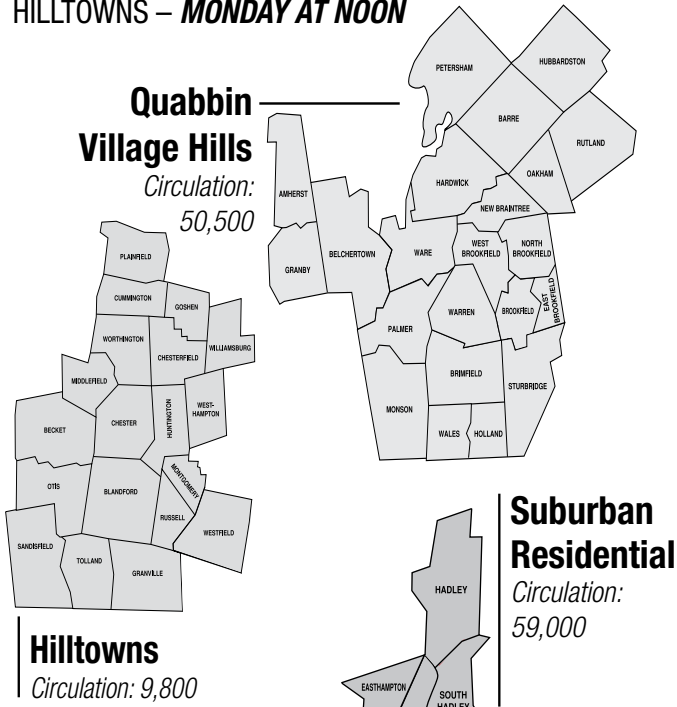 HILLTOWNS – MONDAY AT NOON
Quabbin
Village Hills
Circulation:
50,500
PETERSHAM
HUBBARDSTON
BARRE
RUTLAND
HARDWICK
OAKHAM
NEW BRAINTREE
AMHERST
BELCHERTOWN
GRANBY
WARE
WEST
BROOKFIELD
NORTH
BROOKFIELD
PALMER
WARREN
BROOKFIELD
EAST
BROOKFIELD
BRIMFIELD
STURBRIDGE
MONSON
WALES
HOLLAND
PLAINFIELD
CUMMINGTON
GOSHEN
WORTHINGTON
CHESTERFIELD
WILLIAMSBURG
MIDDLEFIELD
BECKET
CHESTER
HUNTINGTON
WEST-
HAMPTON
OTIS
BLANDFORD
MONTGOMERY
RUSSELL
WESTFIELD
SANDISFIELD
TOLLAND
GRANVILLE
Hilltowns
Circulation: 9,800
Suburban
Residential
Circulation:
59,000
HADLEY
EASTHAMPTON
SOUTH
HADLEY